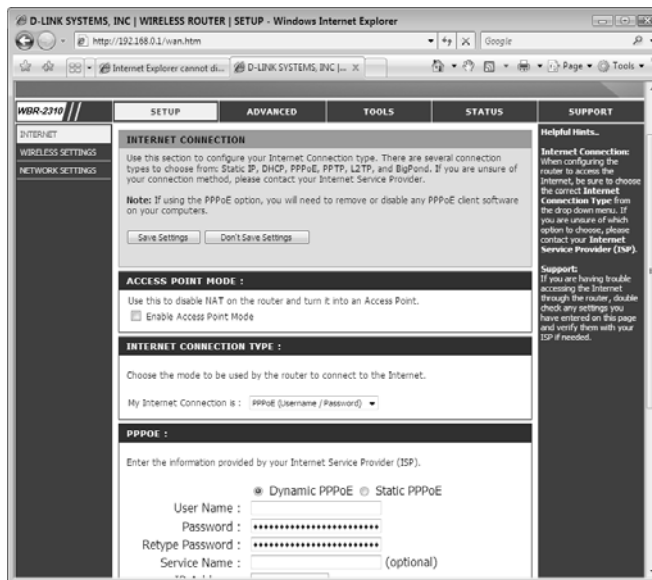 D-LINK SYSTEMS, INC | WIRELESS ROUTER | SETUP - Windows Internet Explorer
http://192.168.0.1/wan.htm
Google
Internet Explorer cannot di...
D-LINK SYSTEMS, INC |...
Page
Tools
WBR-2310
SETUP
ADVANCED
TOOLS
STATUS
SUPPORT
INTERNET
WIRELESS SETTINGS
NETWORK SETTINGS
INTERNET CONNECTION
Use this section to configure your Internet Connection type. There are several connection
types to choose from: Static IP, DHCP, PPPoE, PPTP, L2TP, and BigPond. If you are unsure of
your connection method, please contact your Internet Service Provider.
Note: If using the PPPoE option, you will need to remove or disable any PPPoE client software
on your computers.
Save Settings
Don't Save Settings
ACCESS POINT MODE :
Use this to disable NAT on the router and turn it into an Access Point.
Enable Access Point Mode
INTERNET CONNECTION TYPE :
Choose the mode to be used by the router to connect to the Internet.
My Internet Connection is : PPPoE (Username / Password)
PPPOE :
Enter the information provided by your Internet Service Provider (ISP).
Dynamic PPPoE Static PPPoE
User Name :
Password :
Retype Password :
Service Name : (optional)
Helpful Hints..
Internet Connection:
When configuring the
router to access the
Internet, be sure to choose
the correct Internet
Connection Type from
the drop down menu. If
you are unsure of which
option to choose, please
contact your Internet
Service Provider (ISP).
Support:
If you are having trouble
accessing the Internet
through the router, double
check any settings you
have entered on this page
and verify them with your
ISP if needed.